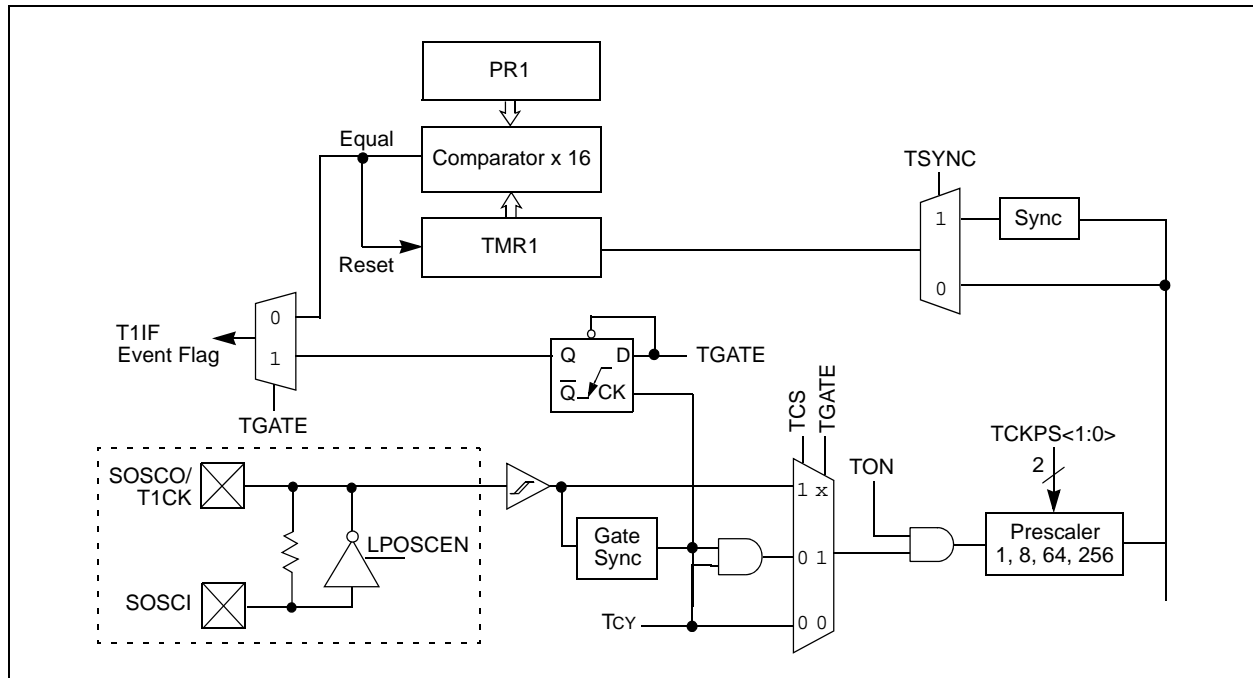 PR1
Equal
Comparator x 16
TSYNC
1
Sync
TMR1
Reset
0
T1IF
Event Flag
0
1
TGATE
Q D
Q CK
TGATE
TCS
TGATE
TCKPS<1:0>
2
SOSCO/
T1CK
TON
1 x
Prescaler
1, 8, 64, 256
LPOSCEN
Gate
Sync
0 1
SOSCI
TCY
0 0